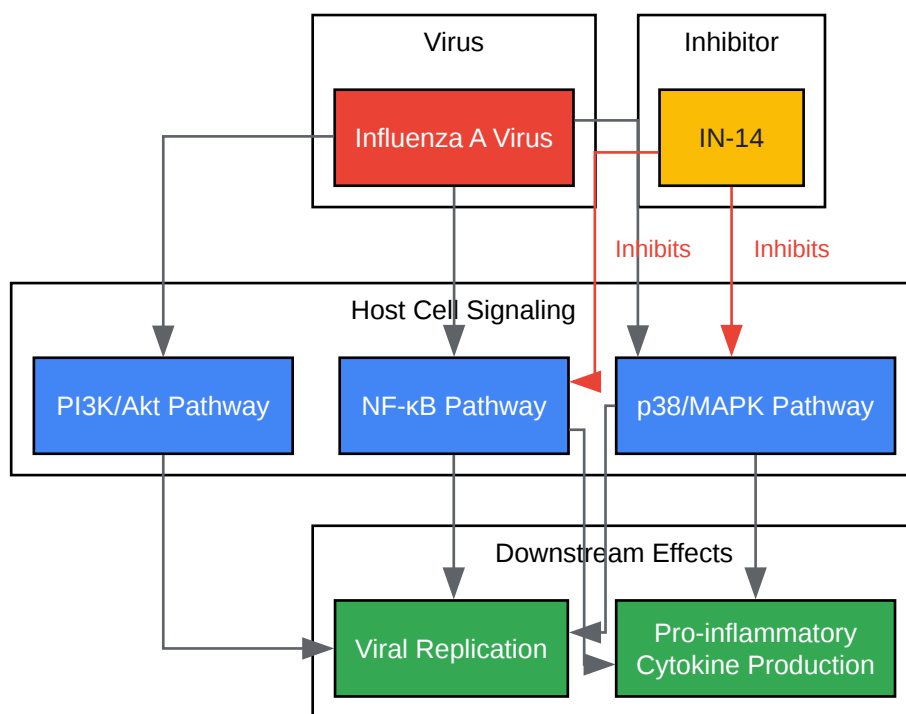 Virus
Inhibitor
Influenza A Virus
IN-14
Inhibits
Inhibits
Host Cell Signaling
PI3K/Akt Pathway
NF-κB Pathway
p38/MAPK Pathway
Downstream Effects
Viral Replication
Pro-inflammatory
Cytokine Production